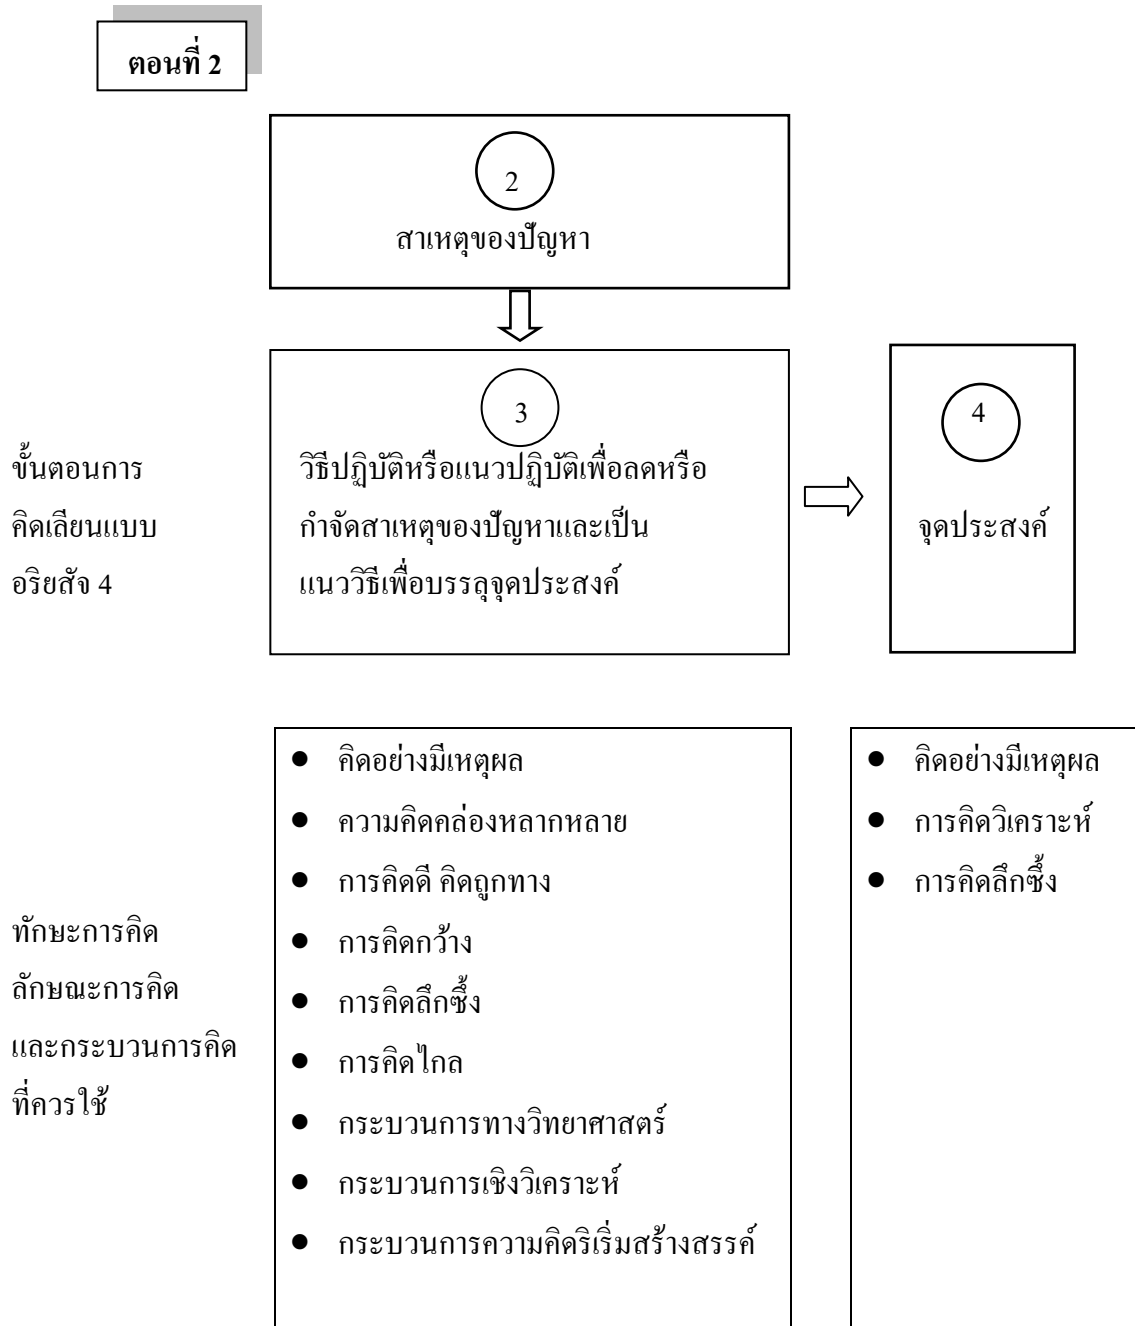 ตอนที่ 2
2
สาเหตุของปัญหา
3
4
ขั้นตอนการ
คิดเลียนแบบ
อริยสัจ 4
วิธีปฏิบัติหรือแนวปฏิบัติเพื่อลดหรือ
กำจัดสาเหตุของปัญหาและเป็น
แนววิธีเพื่อบรรลุจุดประสงค์
จุดประสงค์
ทักษะการคิด
ลักษณะการคิด
และกระบวนการคิด
ที่ควรใช้
คิดอย่างมีเหตุผล
ความคิดคล่องหลากหลาย
การคิดดี คิดถูกทาง
การคิดกว้าง
การคิดลึกซึ้ง
การคิดไกล
กระบวนการทางวิทยาศาสตร์
กระบวนการเชิงวิเคราะห์
กระบวนการความคิดริเริ่มสร้างสรรค์
คิดอย่างมีเหตุผล
การคิดวิเคราะห์
การคิดลึกซึ้ง